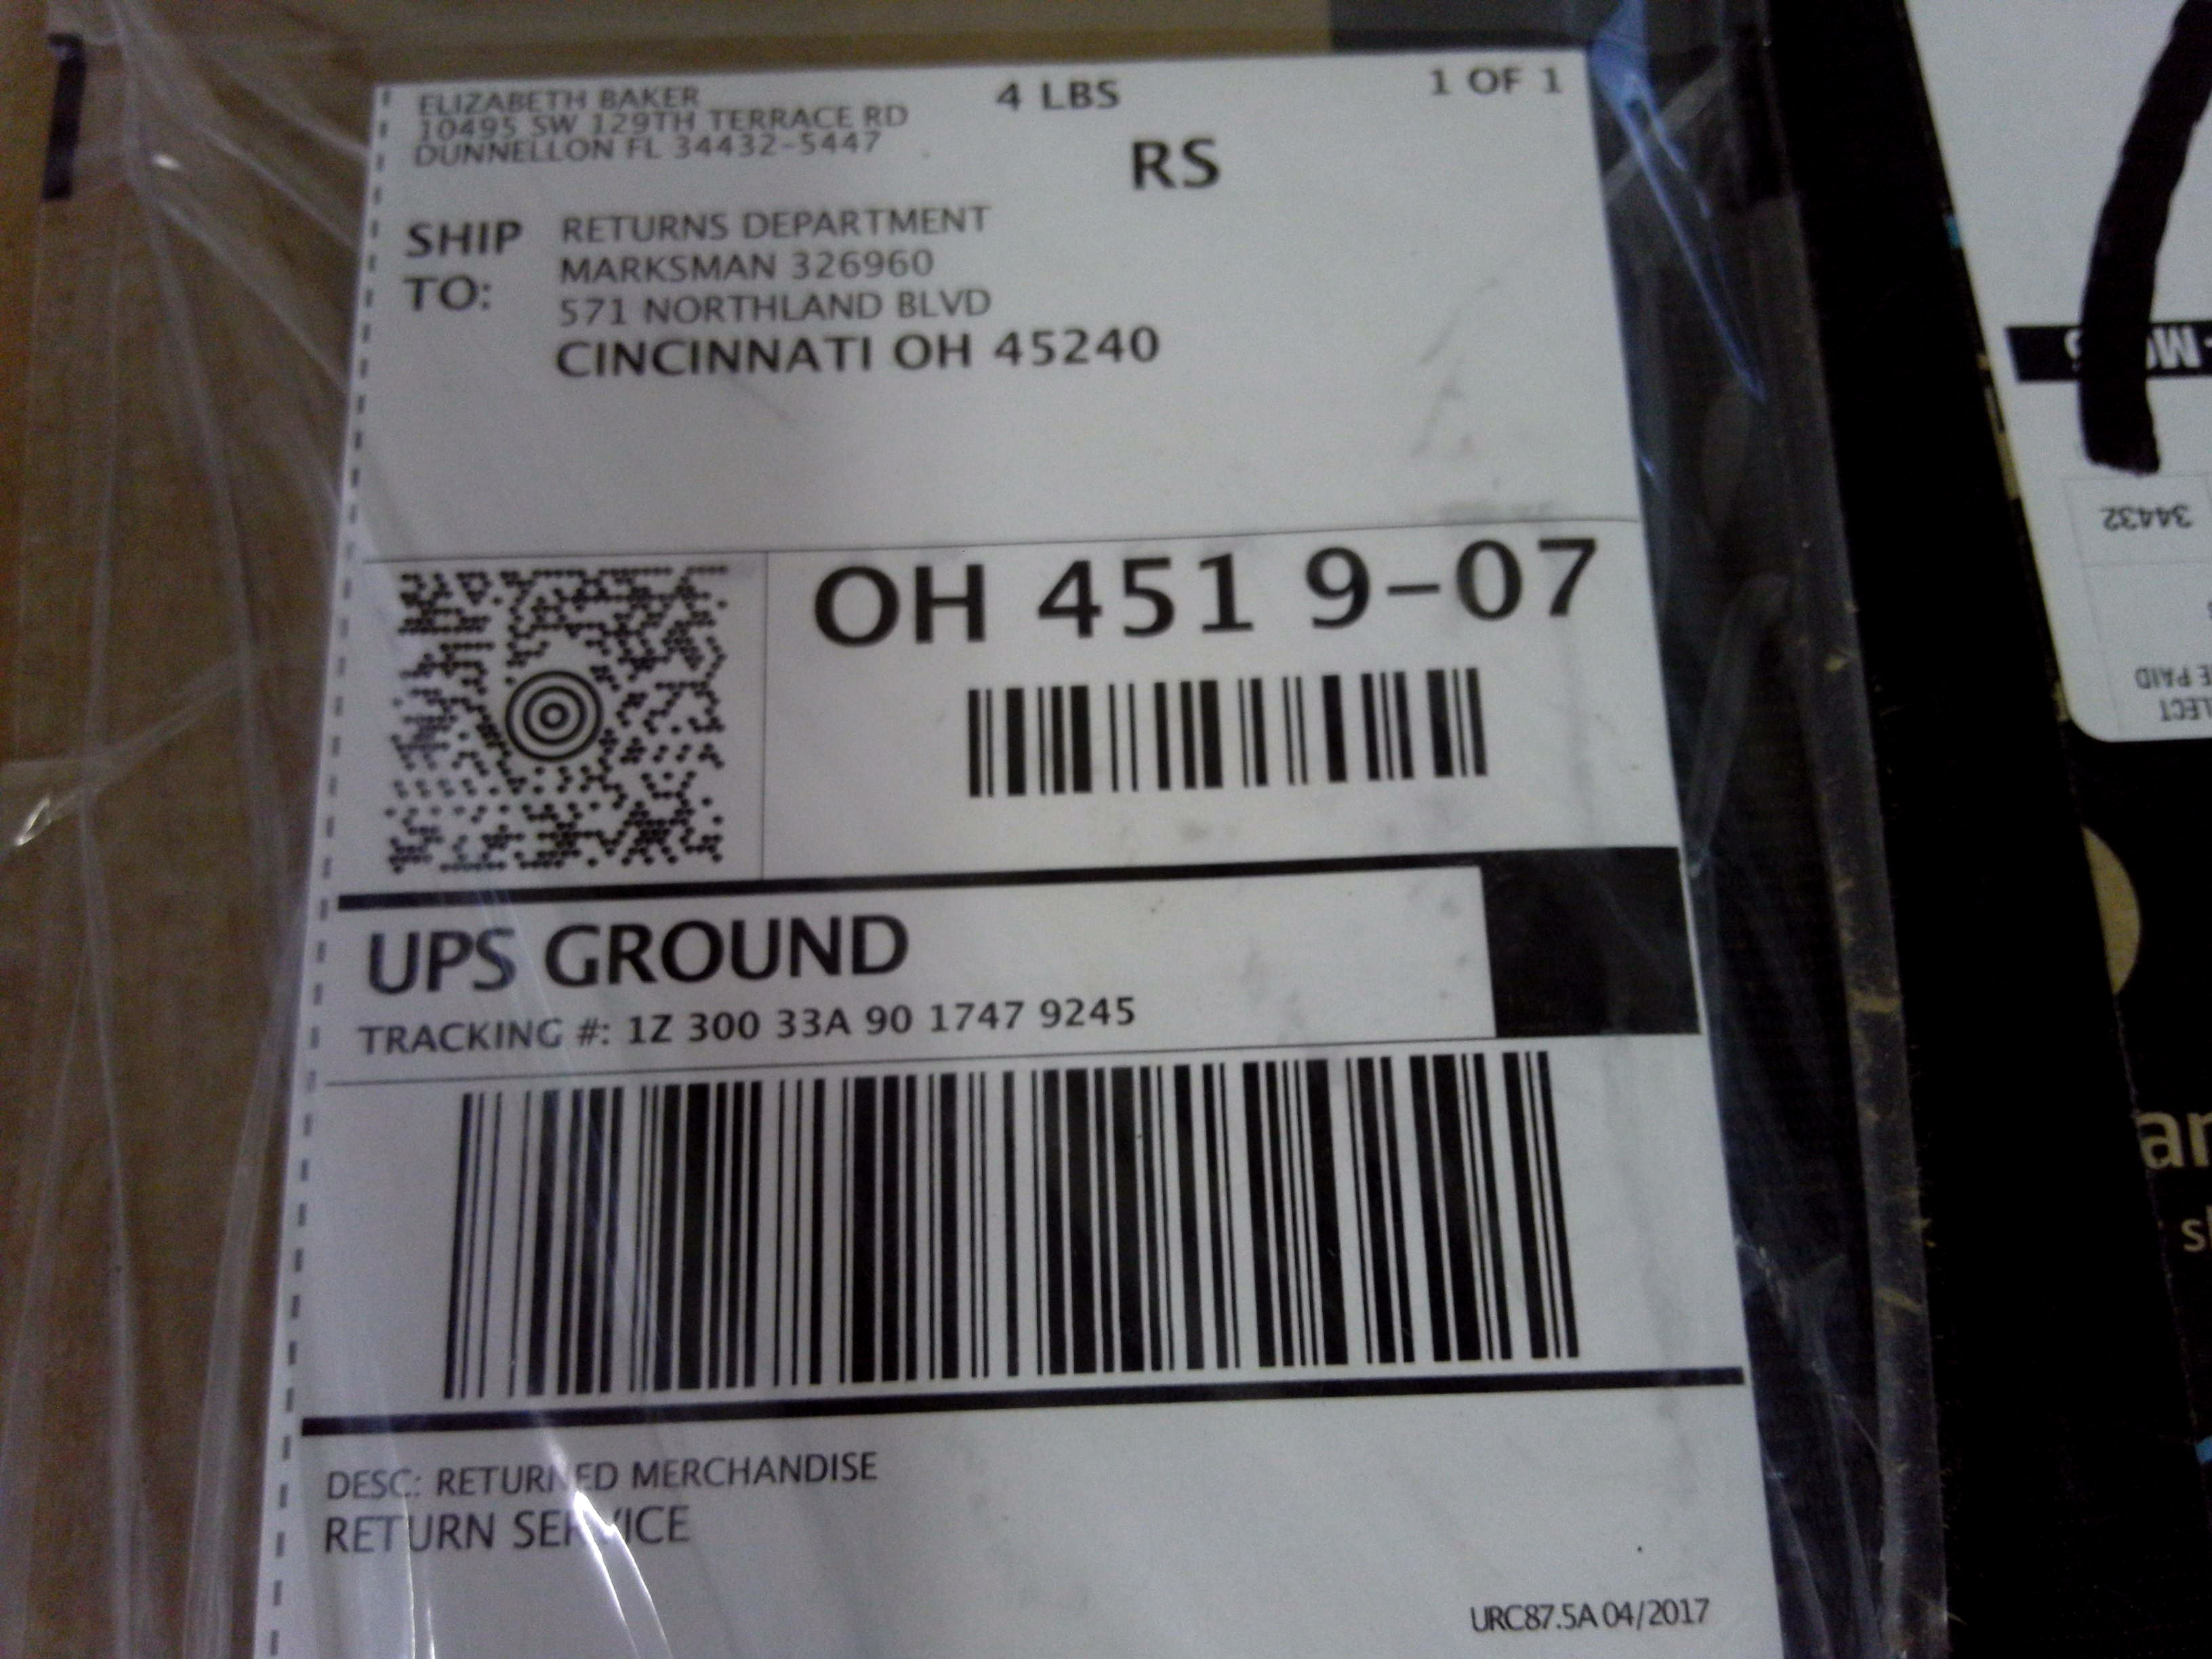 ELIZABETH BAKER
10495 SW 129TH TERRACE RD
DUNNELLON FL 34432-5447
4 LBS
1 OF 1
RS
SHIP TO:
RETURNS DEPARTMENT
MARKSMAN 326960
571 NORTHLAND BLVD
CINCINNATI OH 45240
OH 451 9-07
UPS GROUND
TRACKING #: 1Z 300 33A 90 1747 9245
DESC: RETURNED MERCHANDISE
RETURN SERVICE
URC87.5A 04/2017
34432
E PAID
LECT